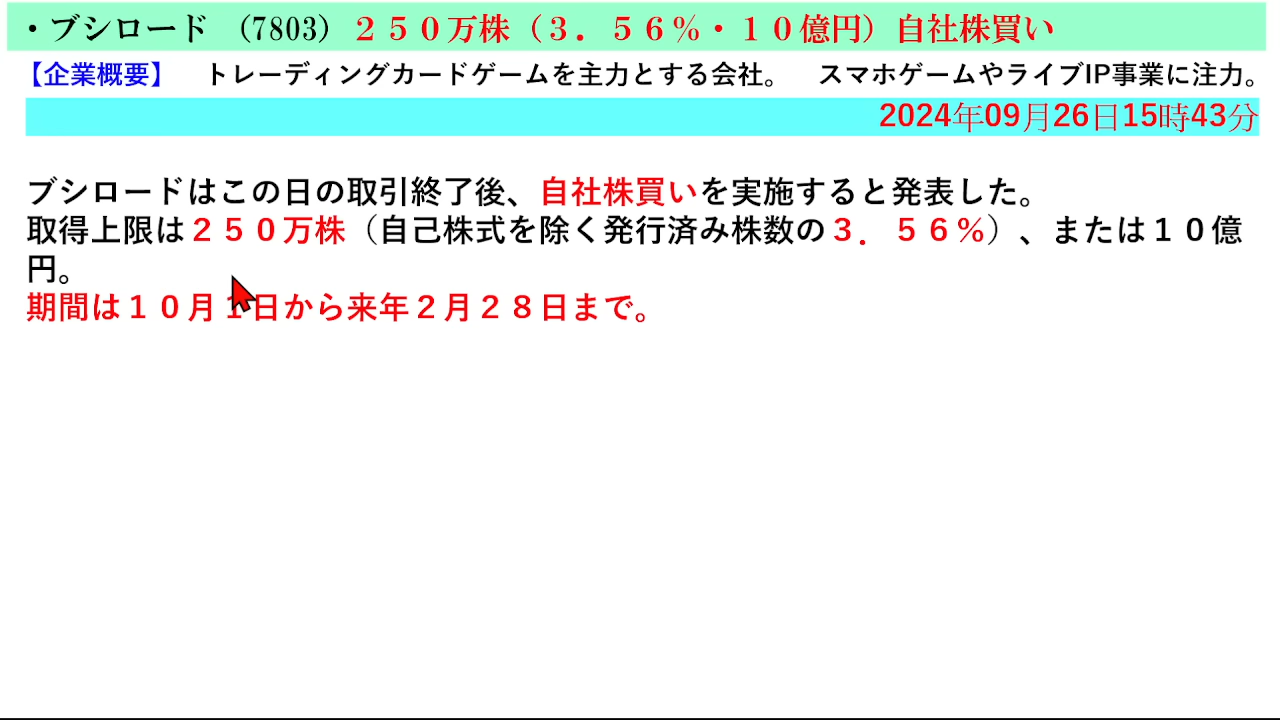 ・ブシロード （7803）２５０万株（３．５６％・１０億円）自社株買い
【企業概要】 トレーディングカードゲームを主力とする会社。 スマホゲームやライブIP事業に注力。
2024年09月26日15時43分
ブシロードはこの日の取引終了後、自社株買いを実施すると発表した。
取得上限は２５０万株（自己株式を除く発行済み株数の３．５６％）、または１０億
円。
期間は１０月１日から来年２月２８日まで。